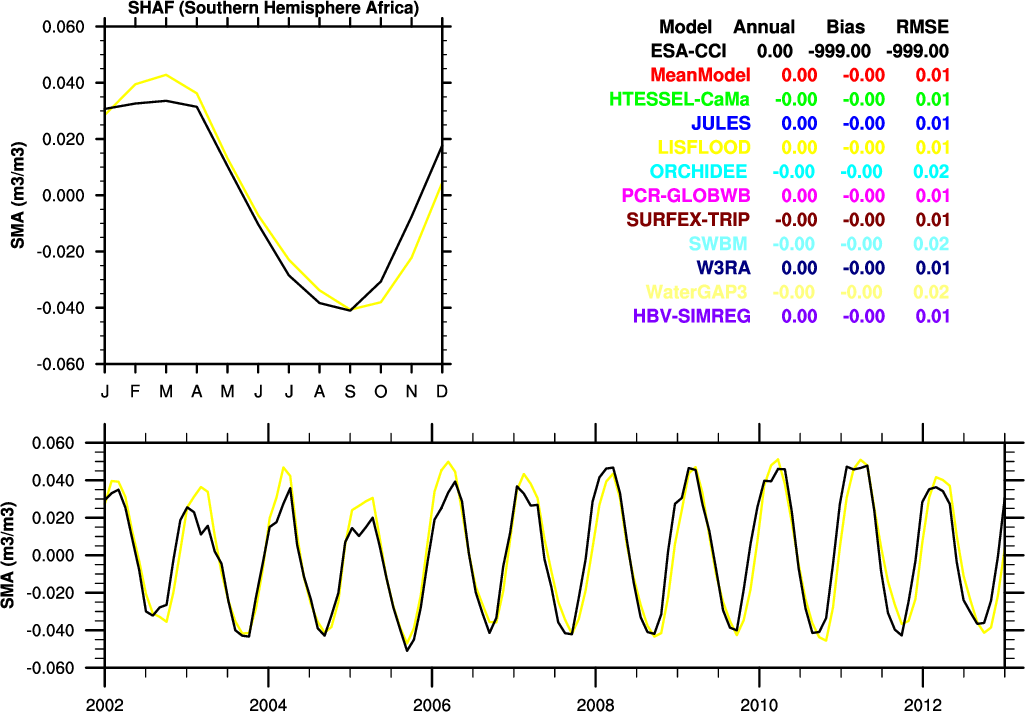 SHAF (Southern Hemisphere Africa)
0.060
0.040
0.020
0.000
-0.020
-0.040
-0.060
SMA (m3/m3)
J F M A M J J A S O N D
Model Annual Bias RMSE
ESA-CCI 0.00 -999.00 -999.00
MeanModel 0.00 -0.00 0.01
HTESSEL-CaMa -0.00 -0.00 0.01
JULES 0.00 -0.00 0.01
LISFLOOD 0.00 -0.00 0.01
ORCHIDEE -0.00 -0.00 0.02
PCR-GLOBWB 0.00 -0.00 0.01
SURFEX-TRIP -0.00 -0.00 0.01
SWBM -0.00 -0.00 0.02
W3RA 0.00 -0.00 0.01
WaterGAP3 -0.00 -0.00 0.02
HBV-SIMREG 0.00 -0.00 0.01
0.060
0.040
0.020
0.000
-0.020
-0.040
-0.060
SMA (m3/m3)
2002 2004 2006 2008 2010 2012